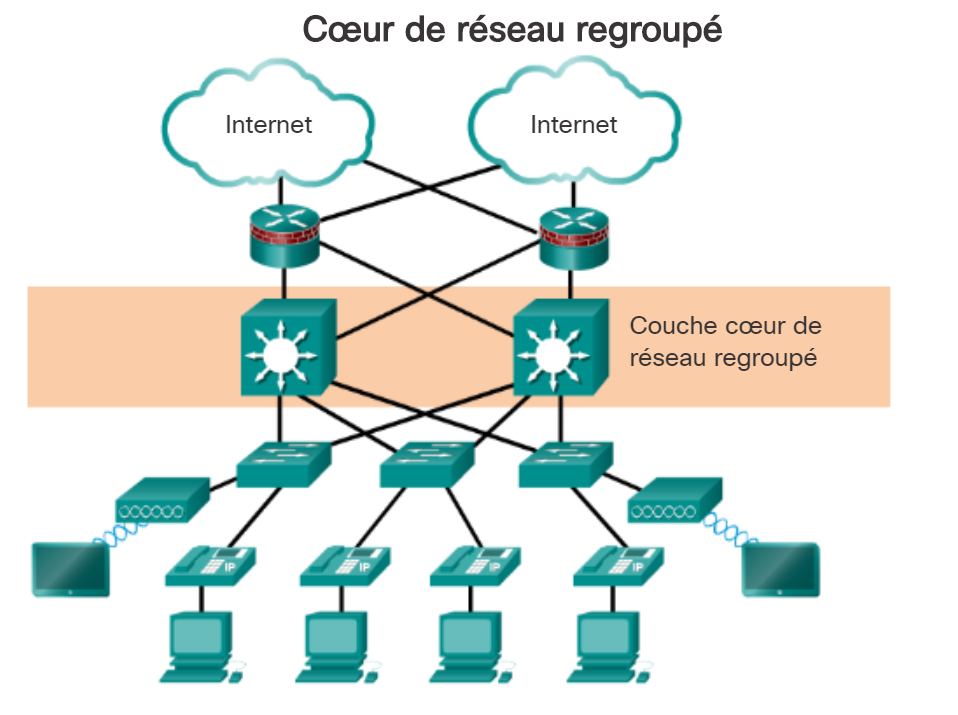 Cœur de réseau regroupé
Internet
Internet
Couche cœur de
réseau regroupé
IP
IP
IP
IP